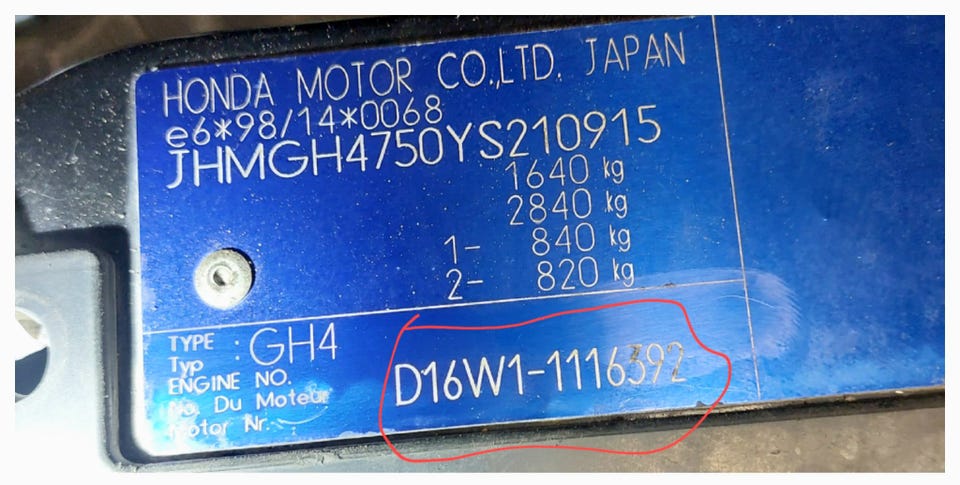 HONDA MOTOR CO.,LTD. JAPAN
e6*98/14*0068
JHMGH4750YS210915
1640 kg
2840 kg
1- 840 kg
2- 820 kg
TYPE : GH4
Typ
ENGINE NO.
No. Du Moteur
Motor Nr.
D16W1-1116392